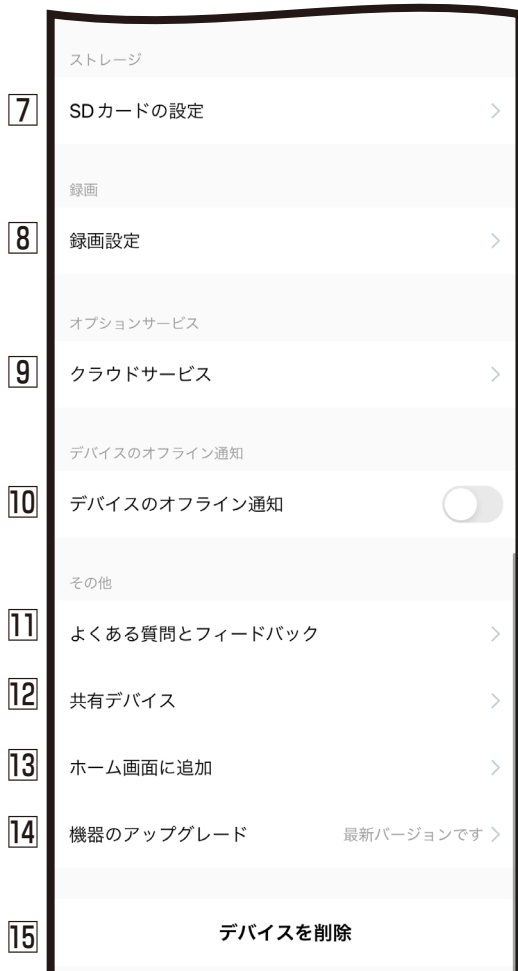 ストレージ
7 SDカードの設定
録画
8 録画設定
オプションサービス
9 クラウドサービス
デバイスのオフライン通知
10 デバイスのオフライン通知
その他
11 よくある質問とフィードバック
12 共有デバイス
13 ホーム画面に追加
14 機器のアップグレード 最新バージョンです
15 デバイスを削除